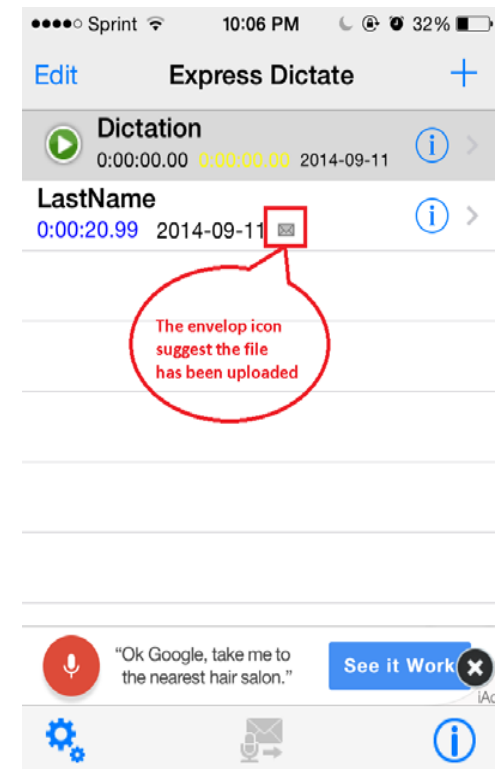 Sprint 10:06 PM 32%
Edit Express Dictate +
Dictation
0:00:00.00 0:00:00.00 2014-09-11
LastName
0:00:20.99 2014-09-11
The envelop icon
suggest the file
has been uploaded
“Ok Google, take me to
the nearest hair salon.”
See it Work
iAd